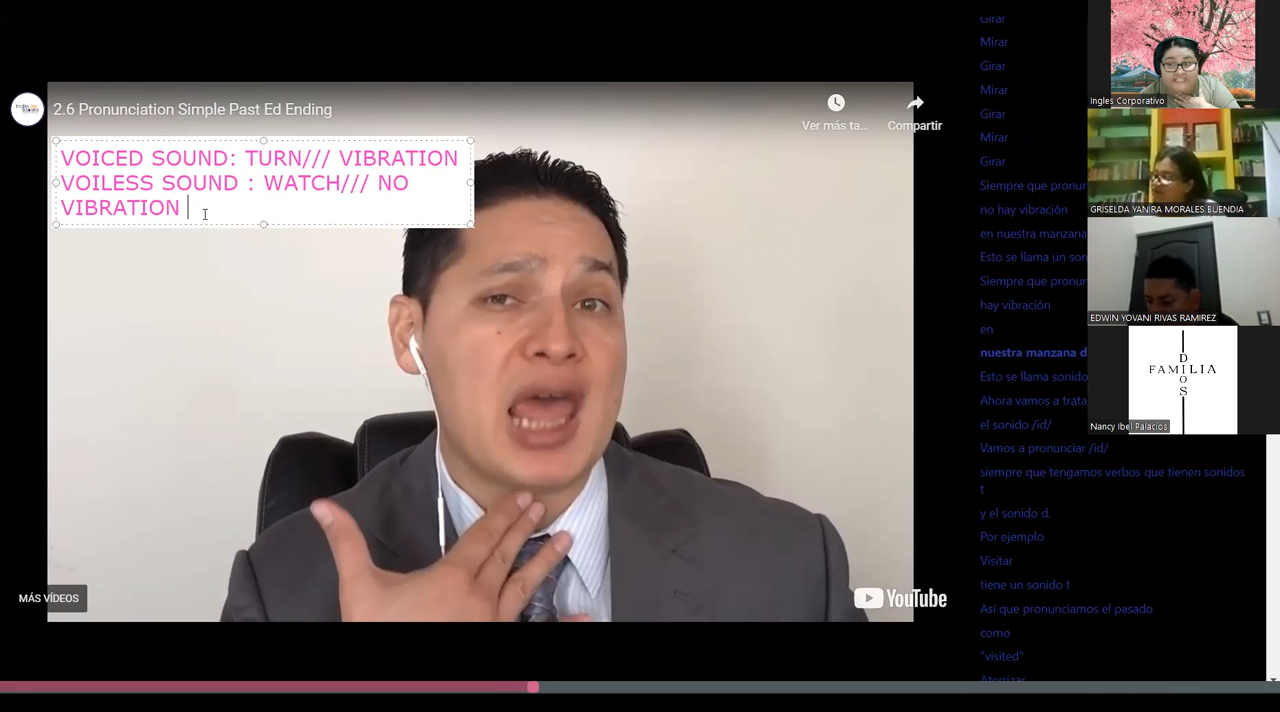 2.6 Pronunciation Simple Past Ed Ending
Ver más ta...
Compartir
VOICED SOUND: TURN/// VIBRATION
VOILESS SOUND : WATCH/// NO
VIBRATION
MÁS VÍDEOS
YouTube
Girar
Mirar
Girar
Mirar
Girar
Mirar
Girar
Siempre que pronun
no hay vibración
en nuestra manzana
Esto se llama un son
Siempre que pronun
hay vibración
en
nuestra manzana d
Esto se llama sonido
Ahora vamos a trata
el sonido /id/
Vamos a pronunciar /id/
siempre que tengamos verbos que tienen sonidos
t
y el sonido d.
Por ejemplo
Visitar
tiene un sonido t
Así que pronunciamos el pasado
como
"visited"
Aterrizar
Ingles Corporativo
GRISELDA YANIRA MORALES BUENDIA
EDWIN YOVANI RIVAS RAMIREZ
FAMILIA
DIOS
Nancy Ibel Palacios